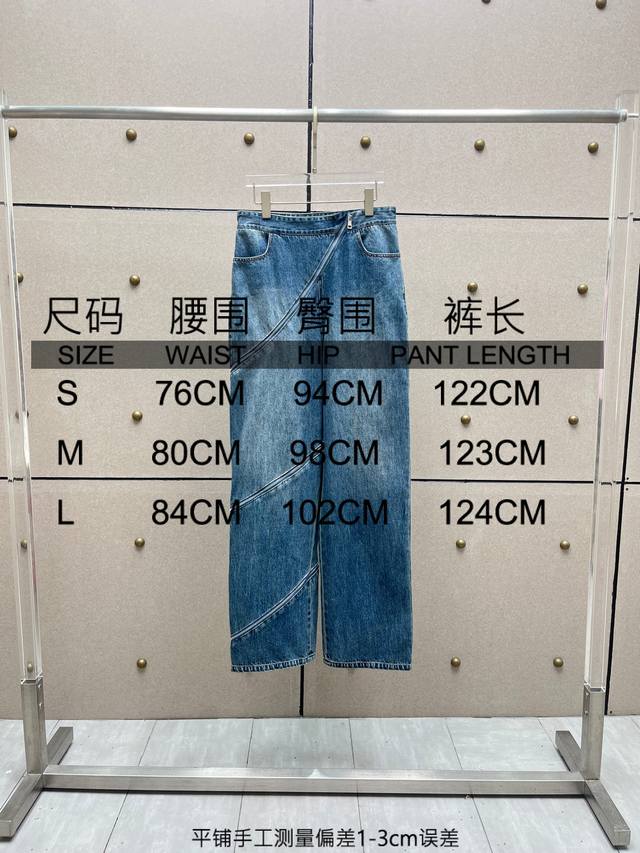 尺码 腰围 臀围 裤长
SIZE WAIST HIP PANT LENGTH
S 76CM 94CM 122CM
M 80CM 98CM 123CM
L 84CM 102CM 124CM
平铺手工测量偏差1-3cm误差